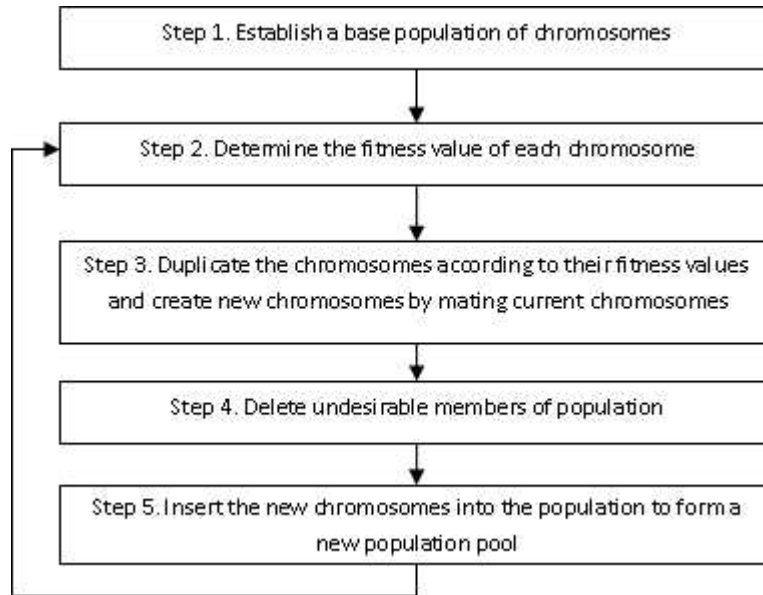 Step 1. Establish a base population of chromosomes
Step 2. Determine the fitness value of each chromosome
Step 3. Duplicate the chromosomes according to their fitness values
and create new chromosomes by mating current chromosomes
Step 4. Delete undesirable members of population
Step 5. Insert the new chromosomes into the population to form a
new population pool